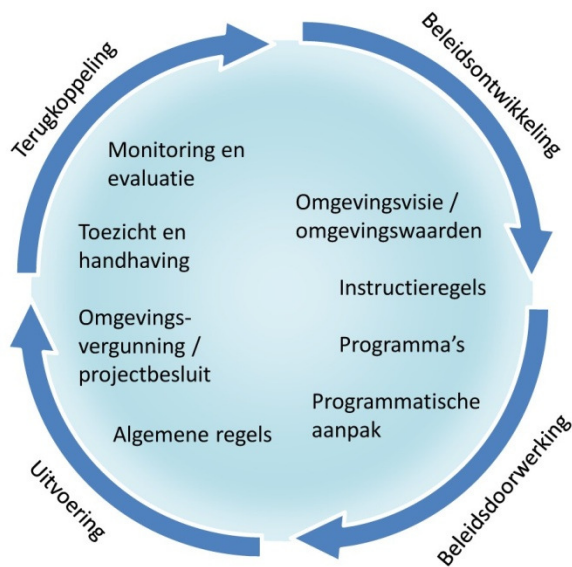 Terugkoppeling
Beleidsontwikkeling
Monitoring en
evaluatie
Omgevingsvisie /
omgevingswaarden
Toezicht en
handhaving
Instructieregels
Omgevings-
vergunning /
projectbesluit
Programma’s
Programmatische
aanpak
Algemene regels
Uitvoering
Beleidsdoorwerking